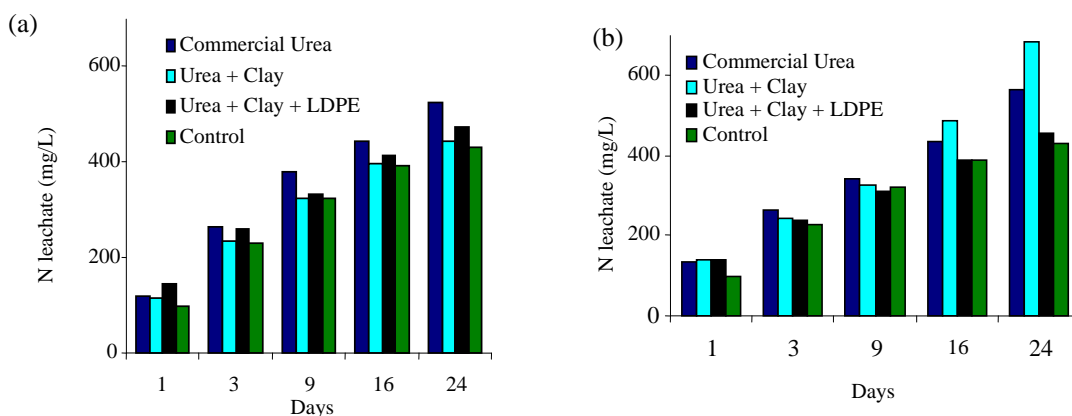 (a)
Commercial Urea
Urea + Clay
Urea + Clay + LDPE
Control
N leachate (mg/L)
600
400
200
0
1 3 9 16 24
Days
(b)
Commercial Urea
Urea + Clay
Urea + Clay + LDPE
Control
N leachate (mg/L)
600
400
200
0
1 3 9 16 24
Days